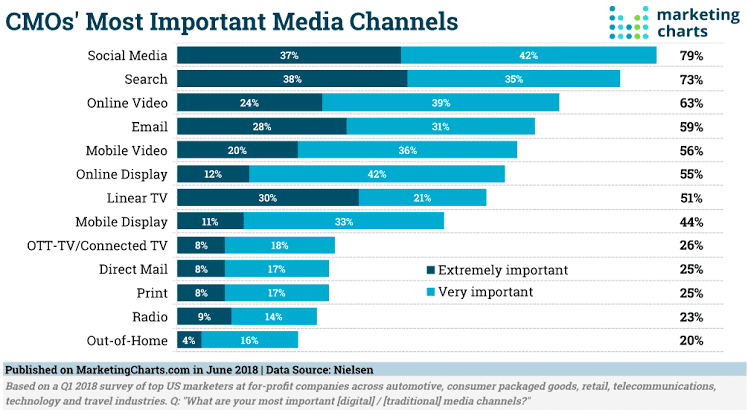 CMOs' Most Important Media Channels
marketing
charts
Social Media 37% 42% 79%
Search 38% 35% 73%
Online Video 24% 39% 63%
Email 28% 31% 59%
Mobile Video 20% 36% 56%
Online Display 12% 42% 55%
Linear TV 30% 21% 51%
Mobile Display 11% 33% 44%
OTT-TV/Connected TV 8% 18% 26%
Direct Mail 8% 17% 25%
Extremely important
Print 8% 17% 25%
Very important
Radio 9% 14% 23%
Out-of-Home 4% 16% 20%
Published on MarketingCharts.com in June 2018 | Data Source: Nielsen
Based on a Q1 2018 survey of top US marketers at for-profit companies across automotive, consumer packaged goods, retail, telecommunications,
technology and travel industries. Q: "What are your most important [digital] / [traditional] media channels?"